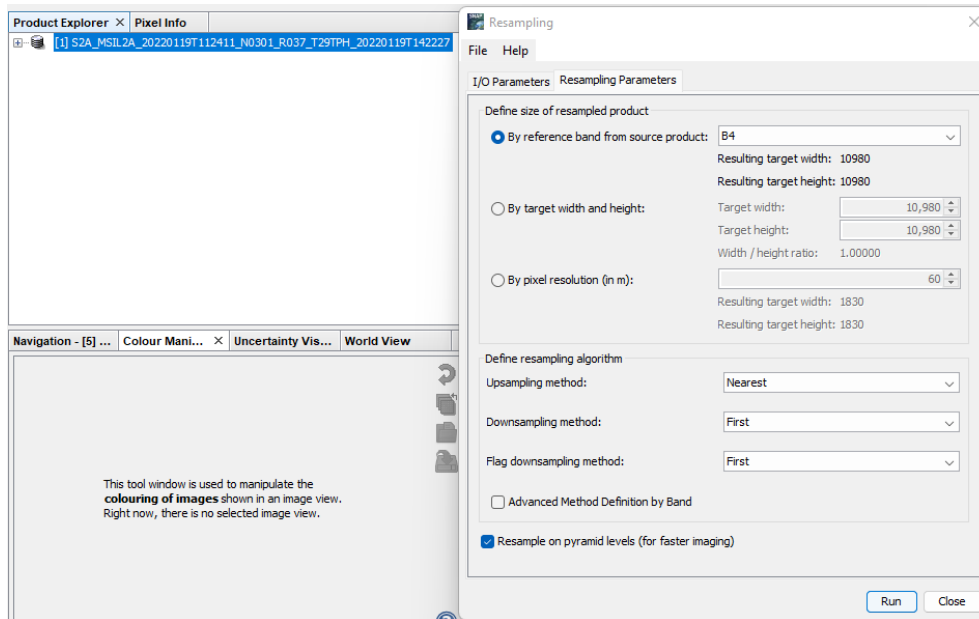 Product Explorer × Pixel Info
[1] S2A_MSIL2A_20220119T112411_N0301_R037_T29TPH_20220119T142227
Navigation - [5] ... Colour Mani... × Uncertainty Vis... World View
This tool window is used to manipulate the
colouring of images shown in an image view.
Right now, there is no selected image view.
Resampling
File Help
I/O Parameters Resampling Parameters
Define size of resampled product
By reference band from source product: B4
Resulting target width: 10980
Resulting target height: 10980
By target width and height: Target width: 10,980
Target height: 10,980
Width / height ratio: 1.00000
By pixel resolution (in m): 60
Resulting target width: 1830
Resulting target height: 1830
Define resampling algorithm
Upsampling method: Nearest
Downsampling method: First
Flag downsampling method: First
Advanced Method Definition by Band
Resample on pyramid levels (for faster imaging)
Run Close